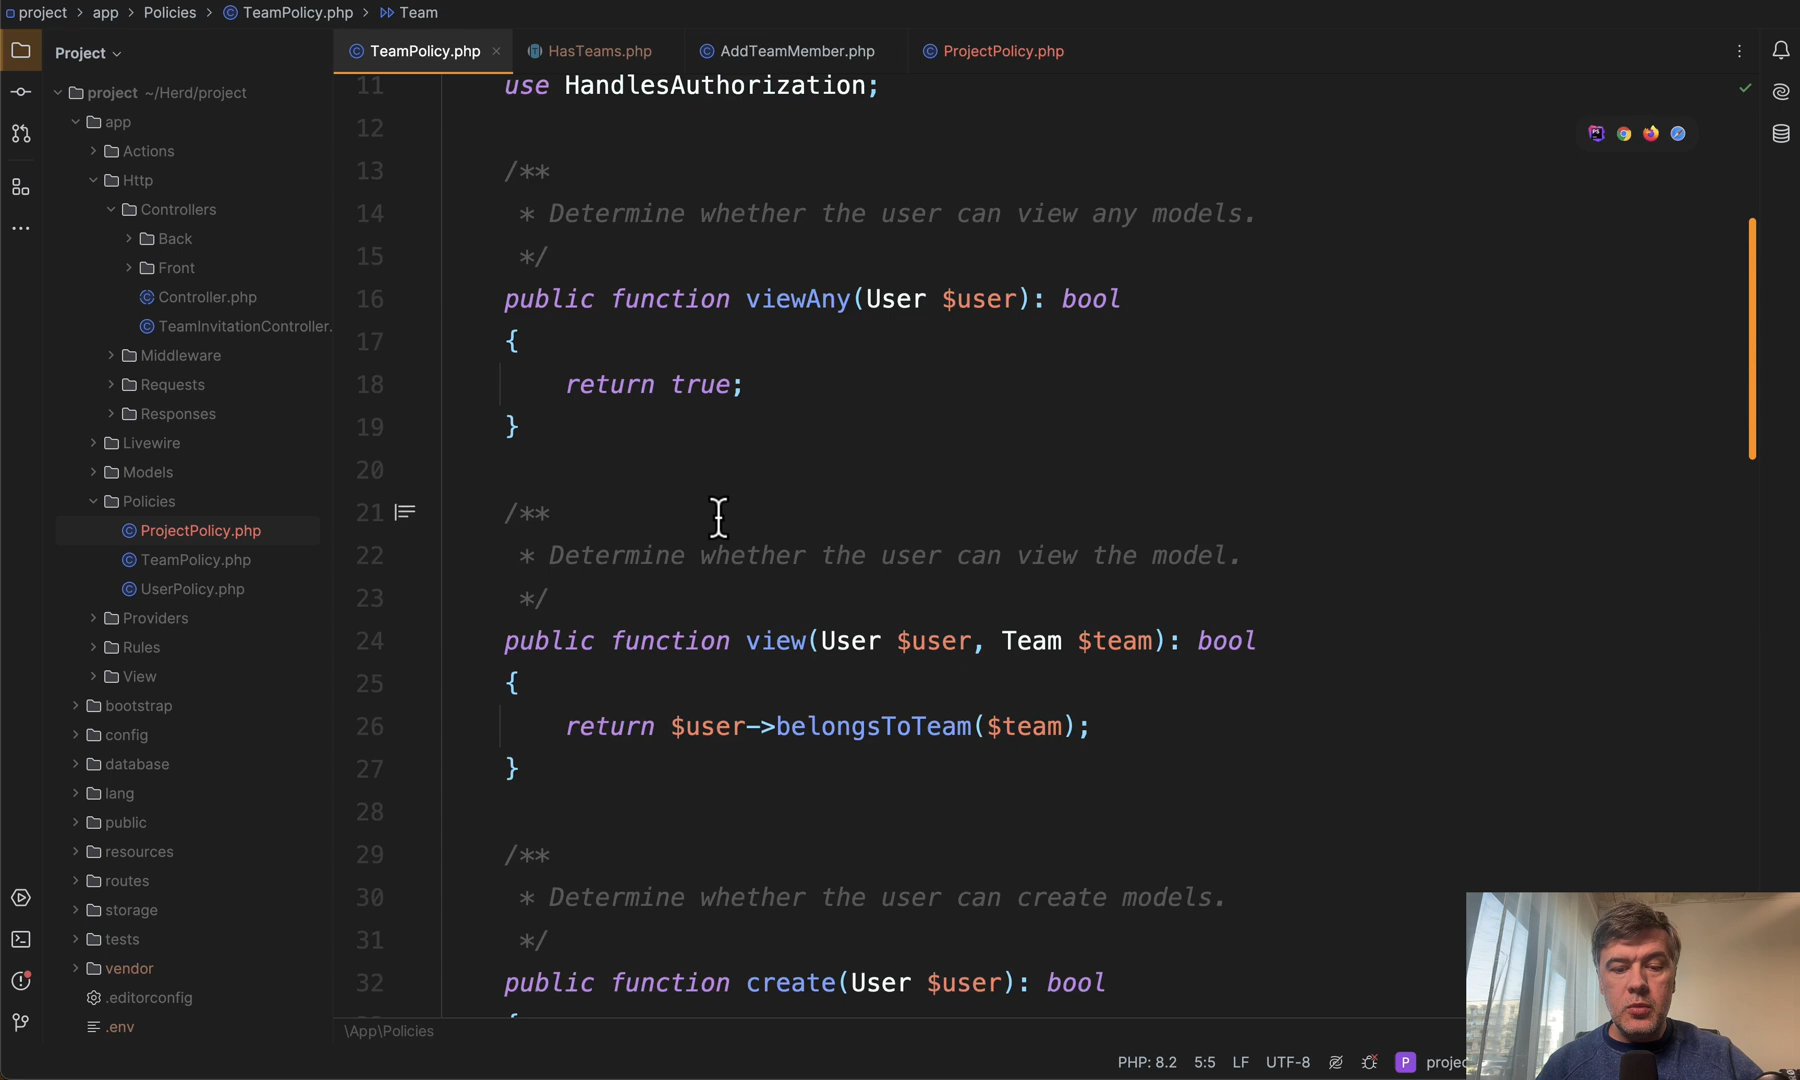 project > app > Policies > TeamPolicy.php > Team
Project
TeamPolicy.php
HasTeams.php
AddTeamMember.php
ProjectPolicy.php
project ~/Herd/project
app
Actions
Http
Controllers
Back
Front
Controller.php
TeamInvitationController.
Middleware
Requests
Responses
Livewire
Models
Policies
ProjectPolicy.php
TeamPolicy.php
UserPolicy.php
Providers
Rules
View
bootstrap
config
database
lang
public
resources
routes
storage
tests
vendor
.editorconfig
.env
11 use HandlesAuthorization;
12
13 /**
14 * Determine whether the user can view any models.
15 */
16 public function viewAny(User $user): bool
17 {
18 return true;
19 }
20
21 /**
22 * Determine whether the user can view the model.
23 */
24 public function view(User $user, Team $team): bool
25 {
26 return $user->belongsToTeam($team);
27 }
28
29 /**
30 * Determine whether the user can create models.
31 */
32 public function create(User $user): bool
\App\Policies
PHP: 8.2 5:5 LF UTF-8 P projec